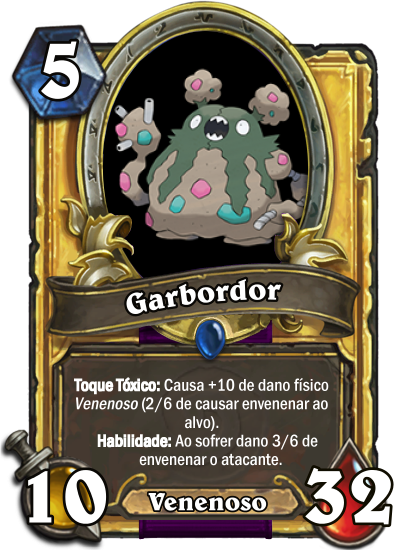 5
Garbordor
Toque Tóxico: Causa +10 de dano físico
Venenoso (2/6 de causar envenenar ao
alvo).
Habilidade: Ao sofrer dano 3/6 de
envenenar o atacante.
10
Venenoso
32